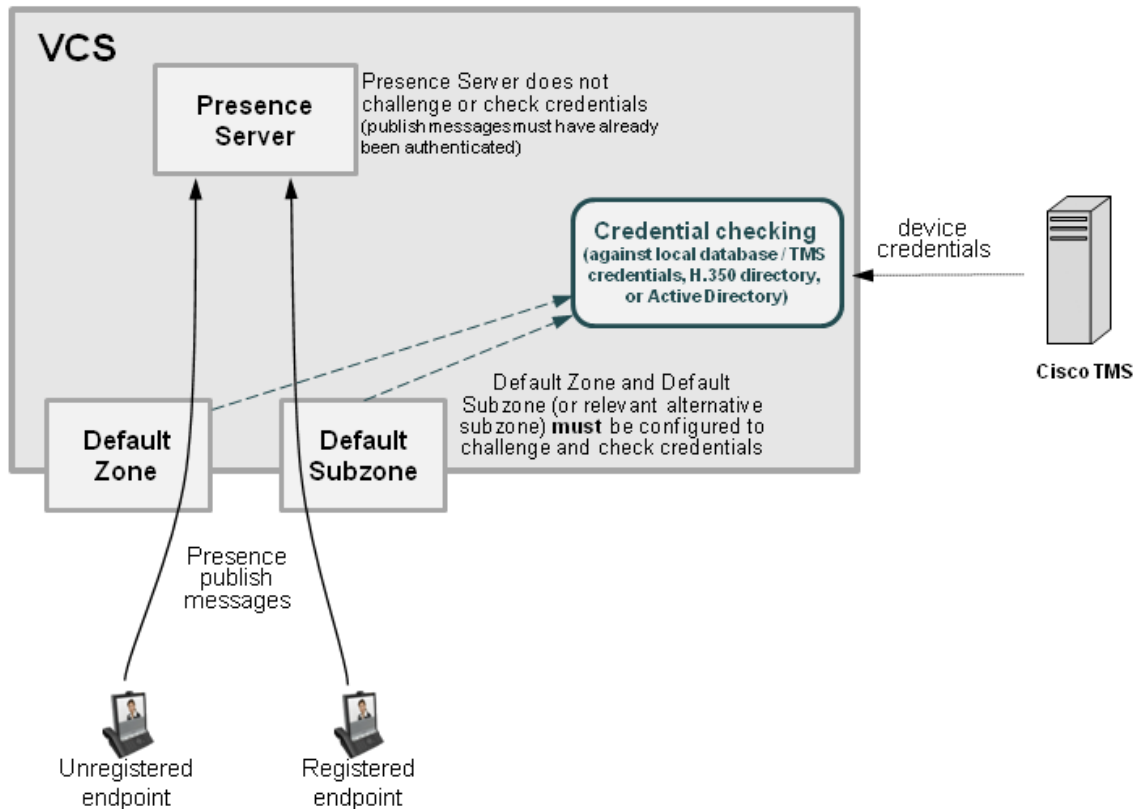 VCS
Presence
Server
Presence Server does not
challenge or check credentials
(publish messages must have already
been authenticated)
Credential checking
(against local database / TMS
credentials, H.350 directory,
or Active Directory)
device
credentials
Cisco TMS
Default Zone and Default
Subzone (or relevant alternative
subzone) must be configured to
challenge and check credentials
Default
Zone
Default
Subzone
Presence
publish
messages
Unregistered
endpoint
Registered
endpoint